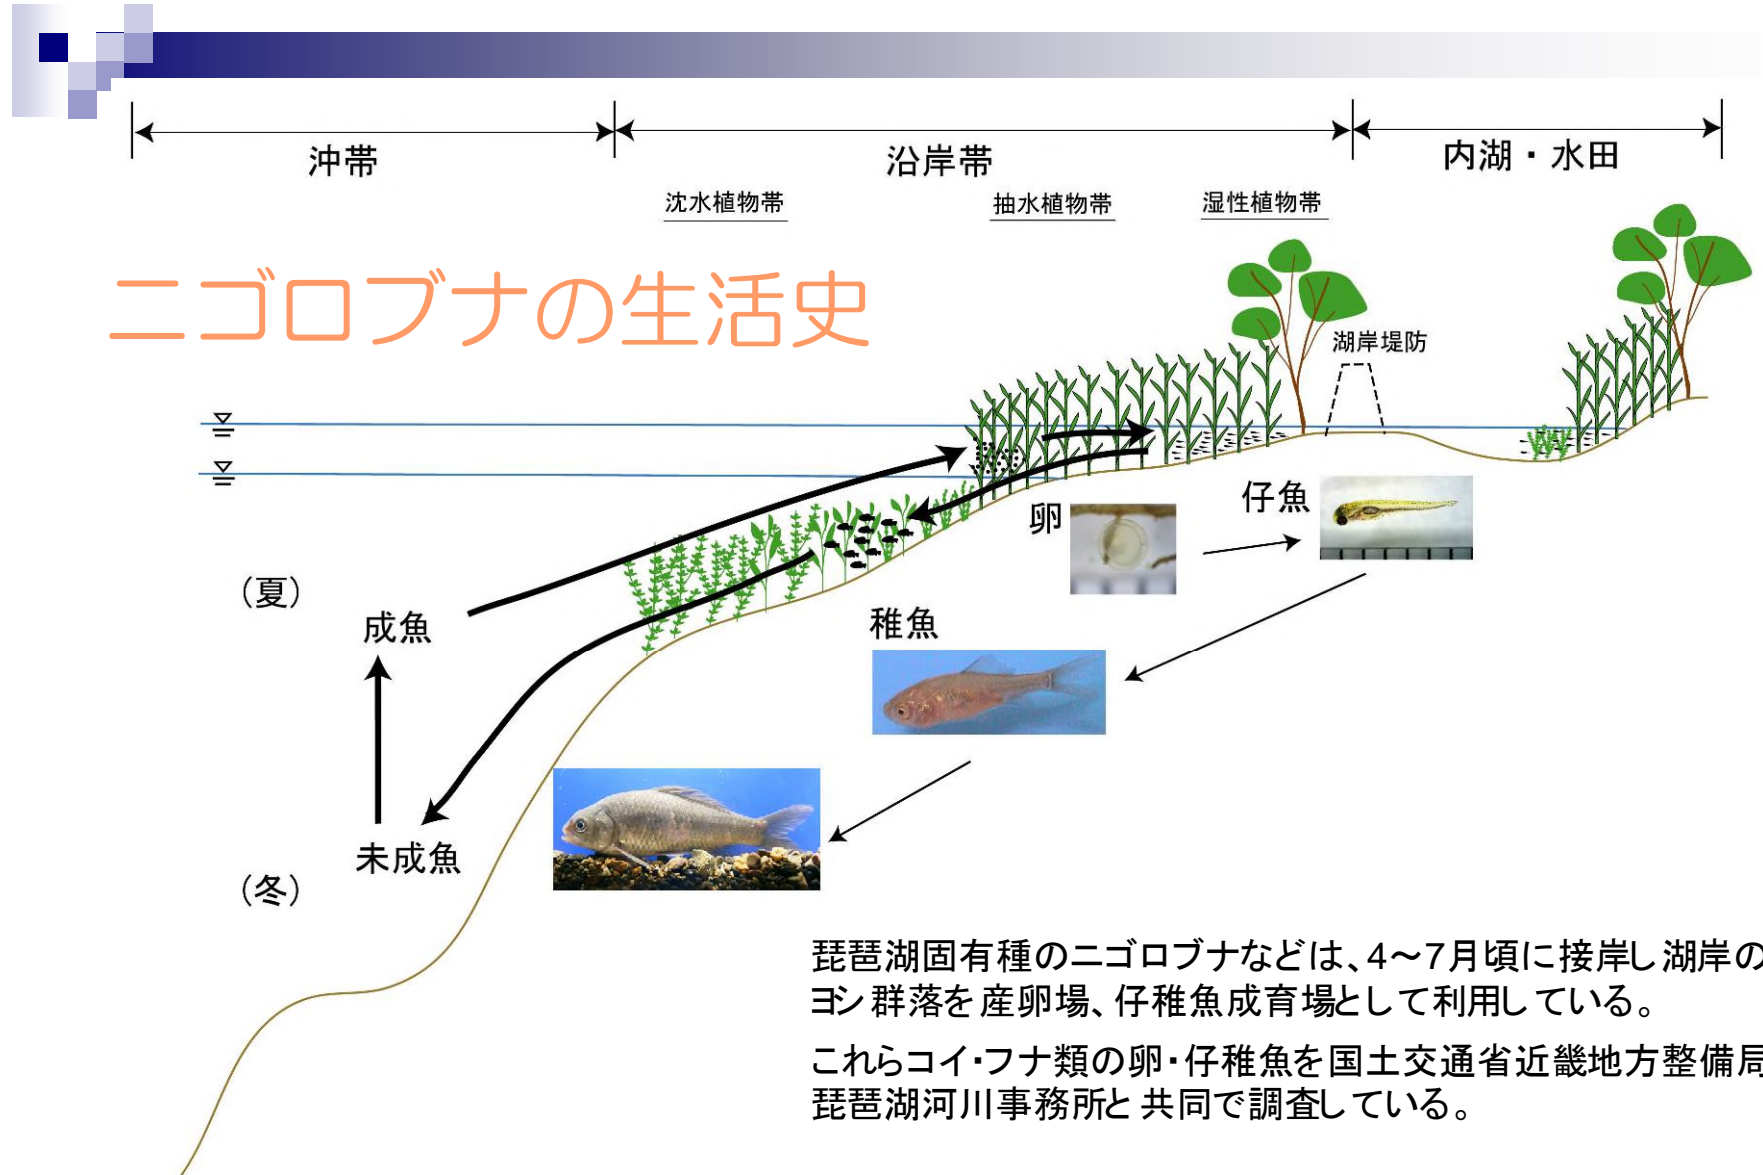 沖帯
沿岸帯
内湖・水田
沈水植物帯
抽水植物帯
湿性植物帯
ニゴロブナの生活史
湖岸堤防
卵
仔魚
(夏)
成魚
稚魚
未成魚
(冬)
琵琶湖固有種のニゴロブナなどは、4～7月頃に接岸し湖岸の
ヨシ群落を産卵場、仔稚魚成育場として利用している。
これらコイ・フナ類の卵・仔稚魚を国土交通省近畿地方整備局
琵琶湖河川事務所と共同で調査している。